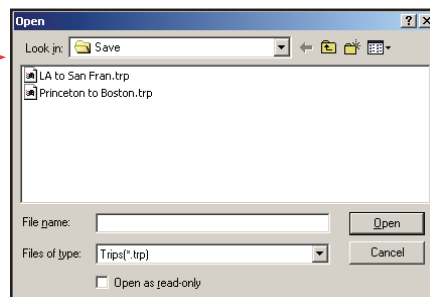 Open
Look in: Save
LA to San Fran.trp
Princeton to Boston.trp
File name: Open
Files of type: Trips(*.trp) Cancel
Open as read-only